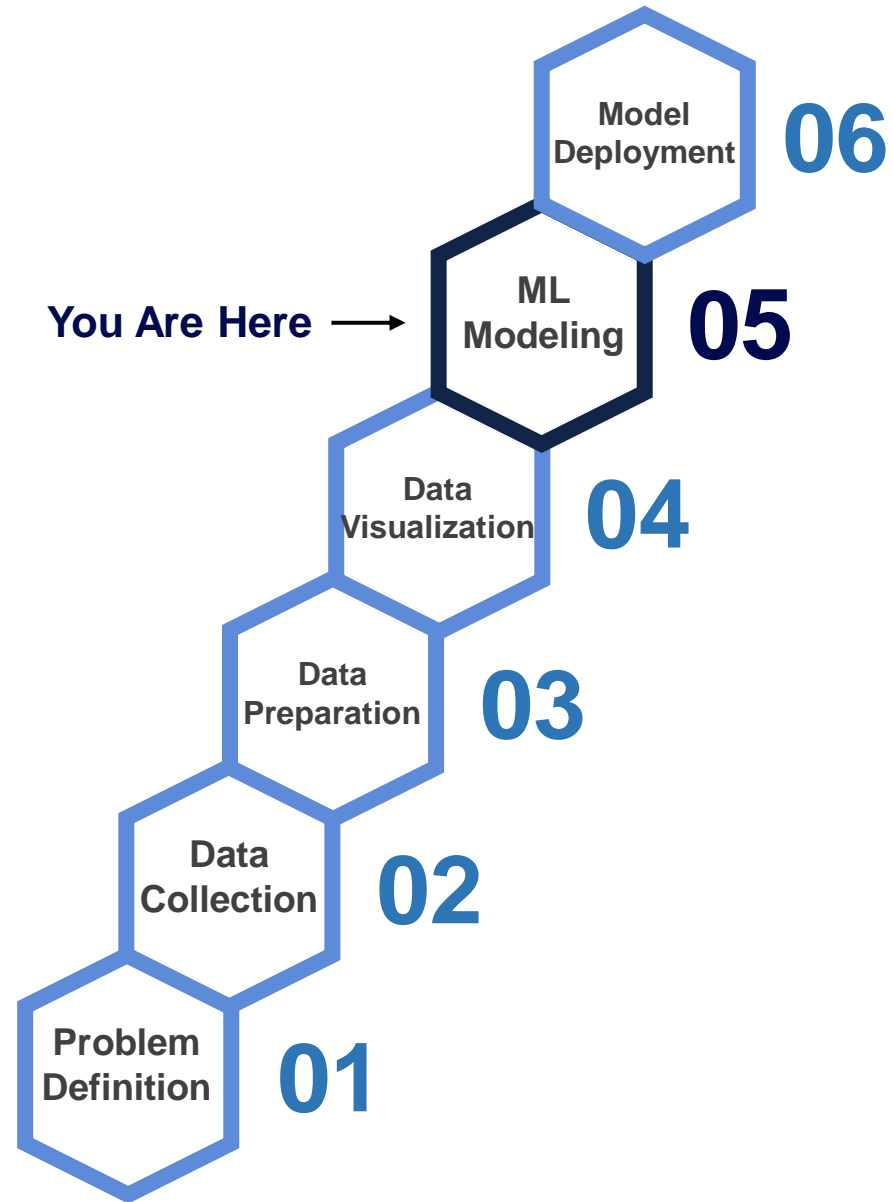 Model
Deployment
06
You Are Here
ML
Modeling
05
Data
Visualization
04
Data
Preparation
03
Data
Collection
02
Problem
Definition
01